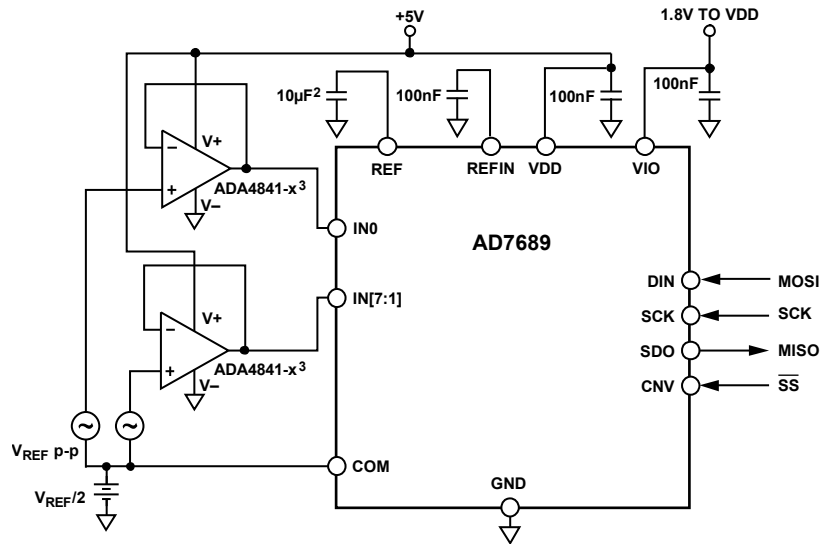 +5V
1.8V TO VDD
10µF²
100nF
100nF
100nF
V+
ADA4841-x³
V–
REF
REFIN
VDD
VIO
IN0
AD7689
IN[7:1]
DIN
MOSI
SCK
SCK
SDO
MISO
CNV
SS
V+
ADA4841-x³
V–
VREF p-p
COM
VREF/2
GND
−
+
−
+
~
~